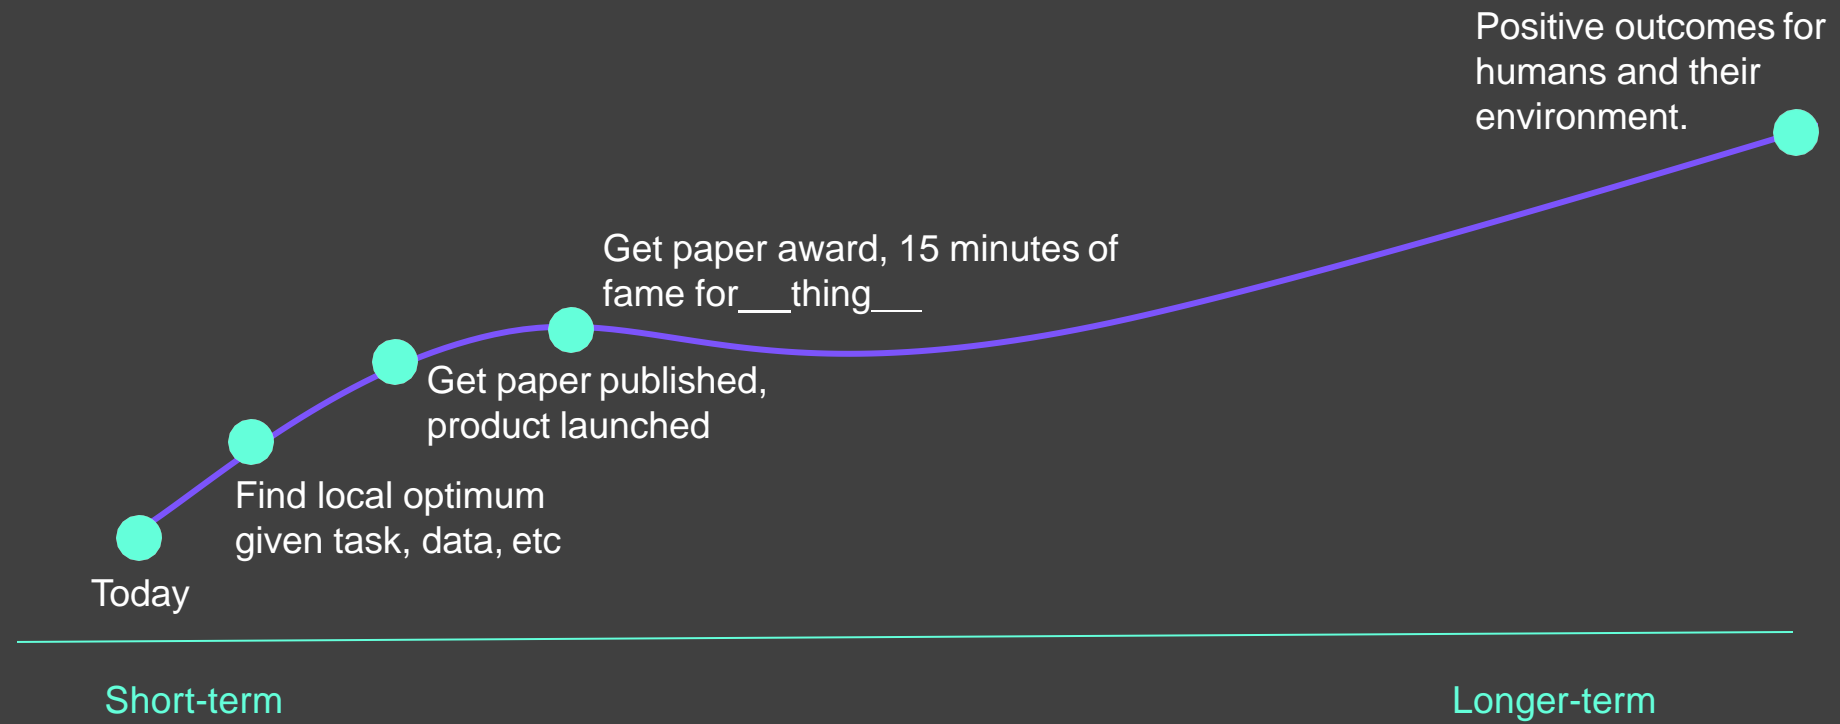 Positive outcomes for
humans and their
environment.
Get paper award, 15 minutes of
fame for__thing__
Get paper published,
product launched
Find local optimum
given task, data, etc
Today
Short-term
Longer-term